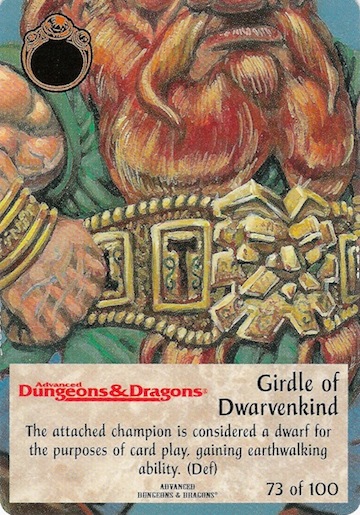 Advanced
Dungeons&Dragons®
Girdle of
Dwarvenkind
The attached champion is considered a dwarf for
the purposes of card play, gaining earthwalking
ability. (Def)
ADVANCED
DUNGEONS & DRAGONS®
73 of 100